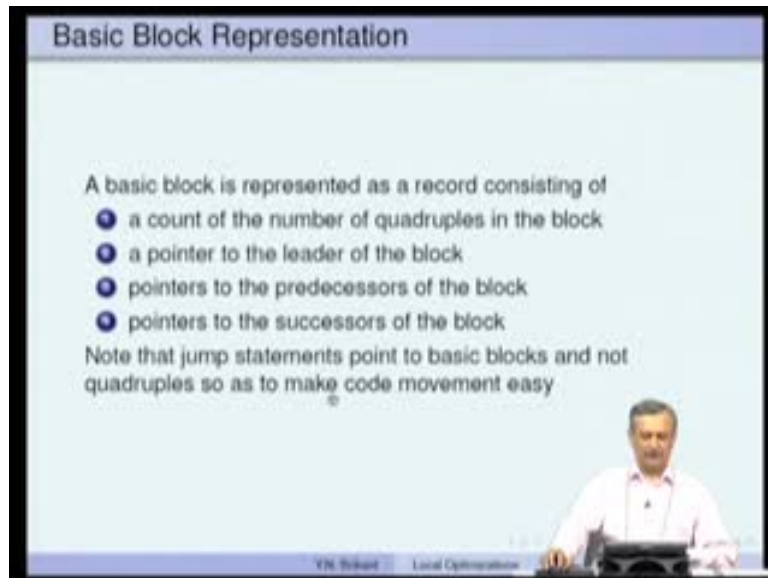 Basic Block Representation
A basic block is represented as a record consisting of
a count of the number of quadruples in the block
a pointer to the leader of the block
pointers to the predecessors of the block
pointers to the successors of the block
Note that jump statements point to basic blocks and not
quadruples so as to make code movement easy
Y.N. Srikant Local Optimizations